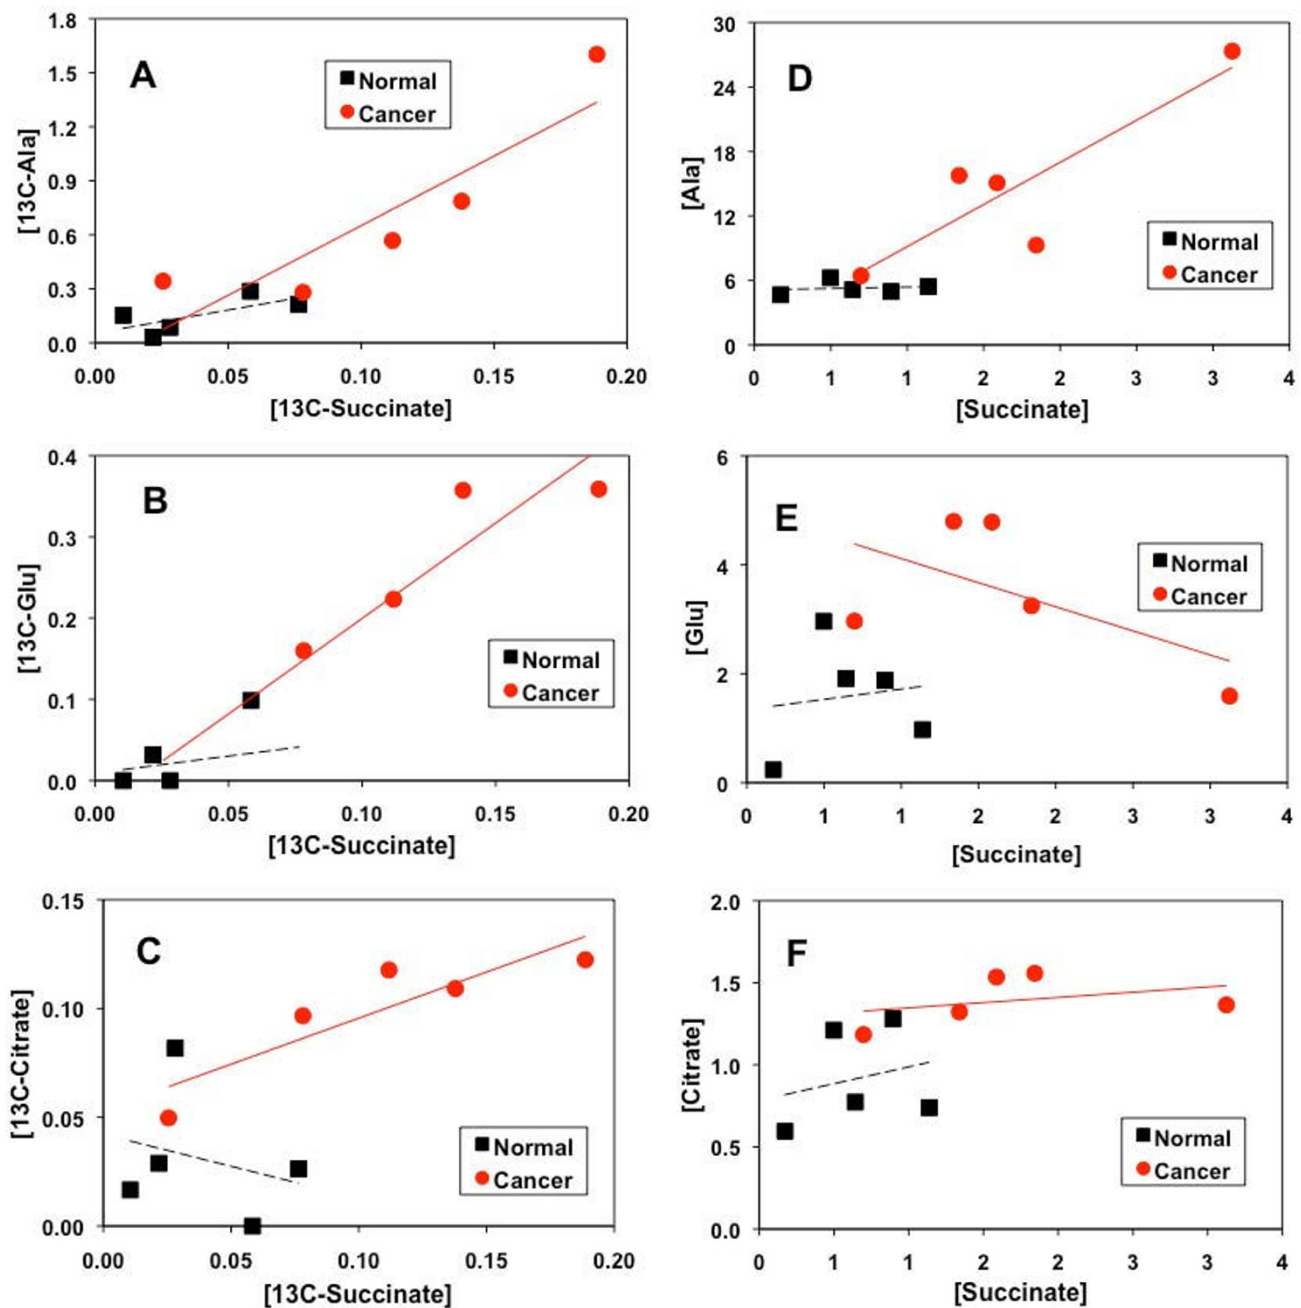 A
[13C-Ala]
1.8
1.5
1.2
0.9
0.6
0.3
0.0
Normal
Cancer
0.00 0.05 0.10 0.15 0.20
[13C-Succinate]
D
[Ala]
30
24
18
12
6
0
Normal
Cancer
0 1 1 2 2 3 3 4
[Succinate]
B
[13C-Glu]
0.4
0.3
0.2
0.1
0.0
Normal
Cancer
0.00 0.05 0.10 0.15 0.20
[13C-Succinate]
E
[Glu]
6
4
2
0
Normal
Cancer
0 1 1 2 2 3 3 4
[Succinate]
C
[13C-Citrate]
0.15
0.10
0.05
0.00
Normal
Cancer
0.00 0.05 0.10 0.15 0.20
[13C-Succinate]
F
[Citrate]
2.0
1.5
1.0
0.5
0.0
Normal
Cancer
0 1 1 2 2 3 3 4
[Succinate]